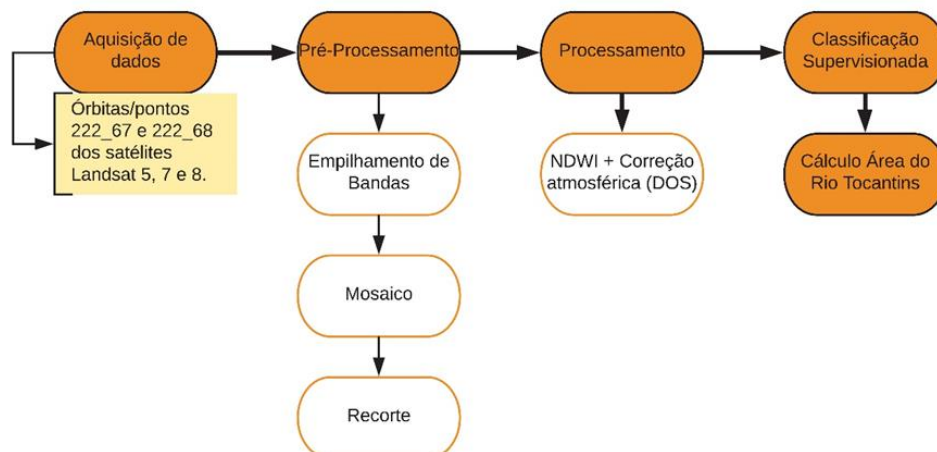 Aquisição de
dados
Pré-Processamento
Processamento
Classificação
Supervisionada
Órbitas/pontos
222_67 e 222_68
dos satélites
Landsat 5, 7 e 8.
Empilhamento de
Bandas
NDWI + Correção
atmosférica (DOS)
Cálculo Área do
Rio Tocantins
Mosaico
Recorte